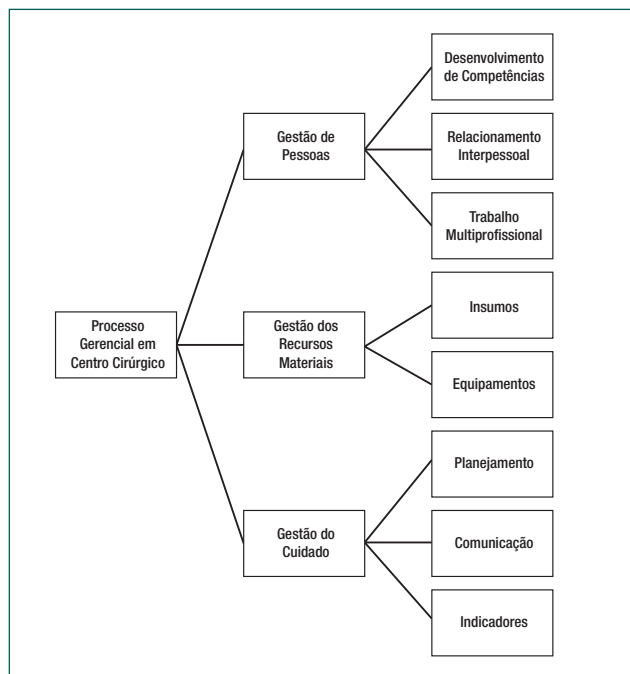 Desenvolvimento
de Competências
Gestão de
Pessoas
Relacionamento
Interpessoal
Trabalho
Multiprofissional
Processo
Gerencial em
Centro Cirúrgico
Gestão dos
Recursos
Materiais
Insumos
Equipamentos
Gestão do
Cuidado
Planejamento
Comunicação
Indicadores